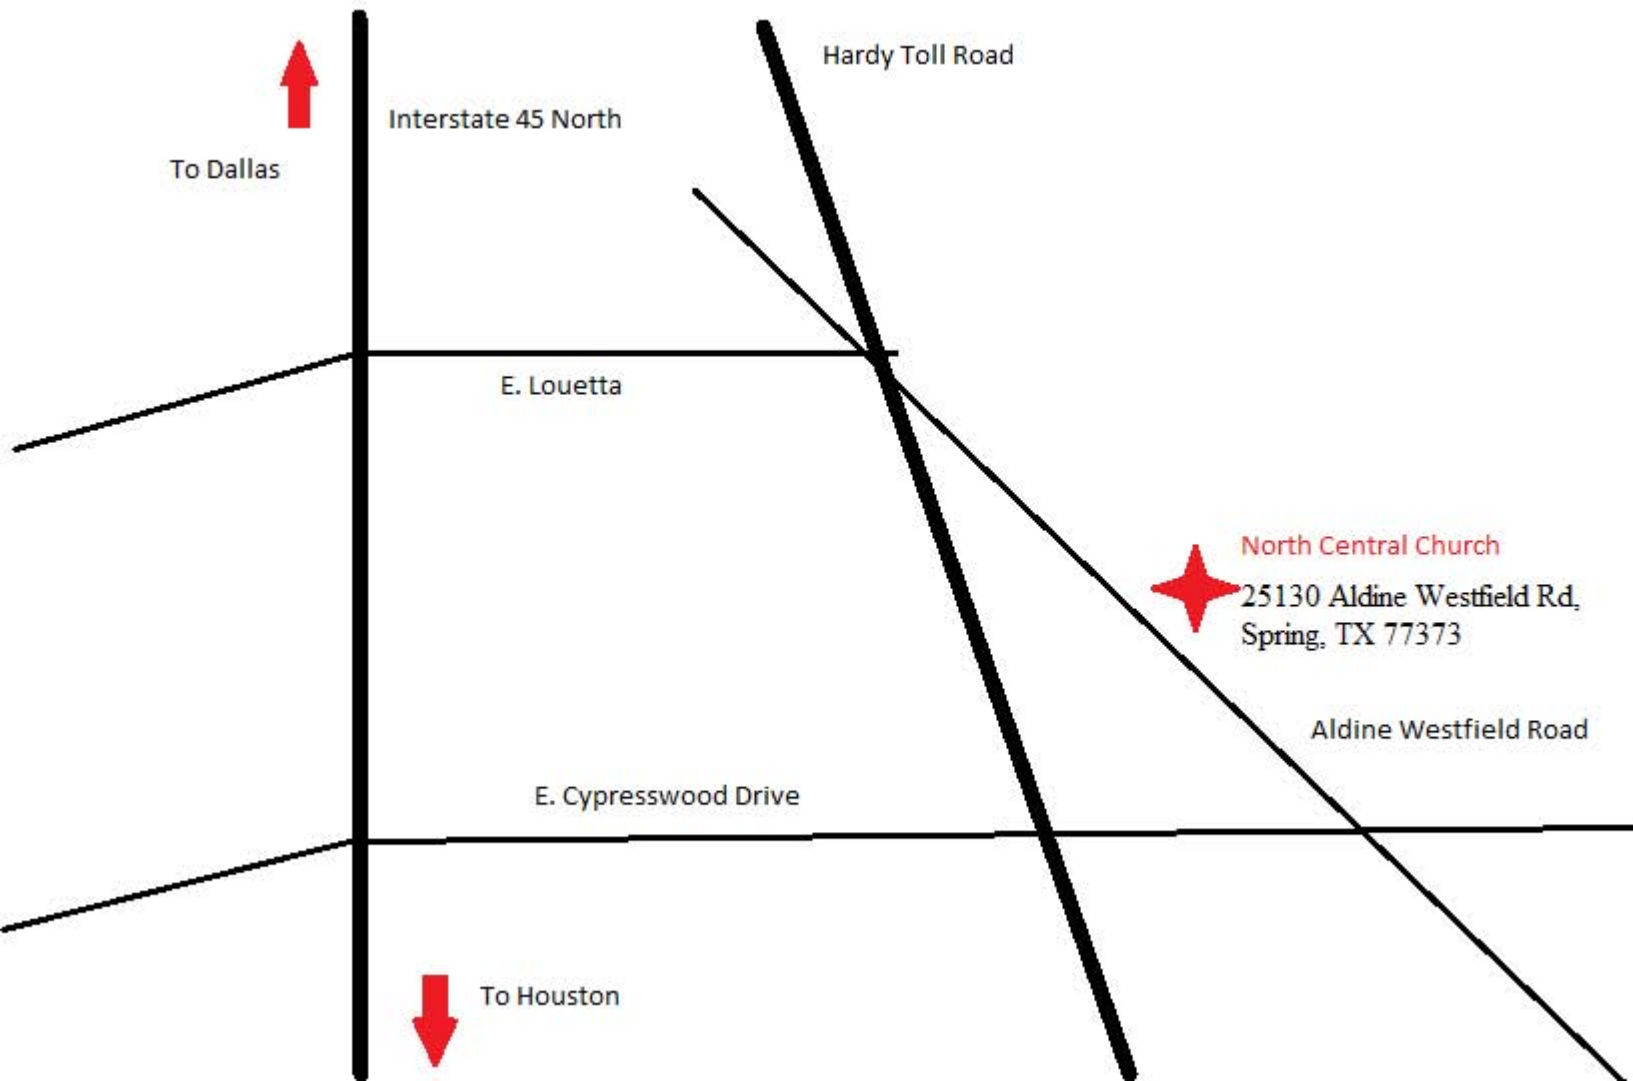 Hardy Toll Road
Interstate 45 North
To Dallas
E. Louetta
North Central Church
25130 Aldine Westfield Rd,
Spring, TX 77373
Aldine Westfield Road
E. Cypresswood Drive
To Houston